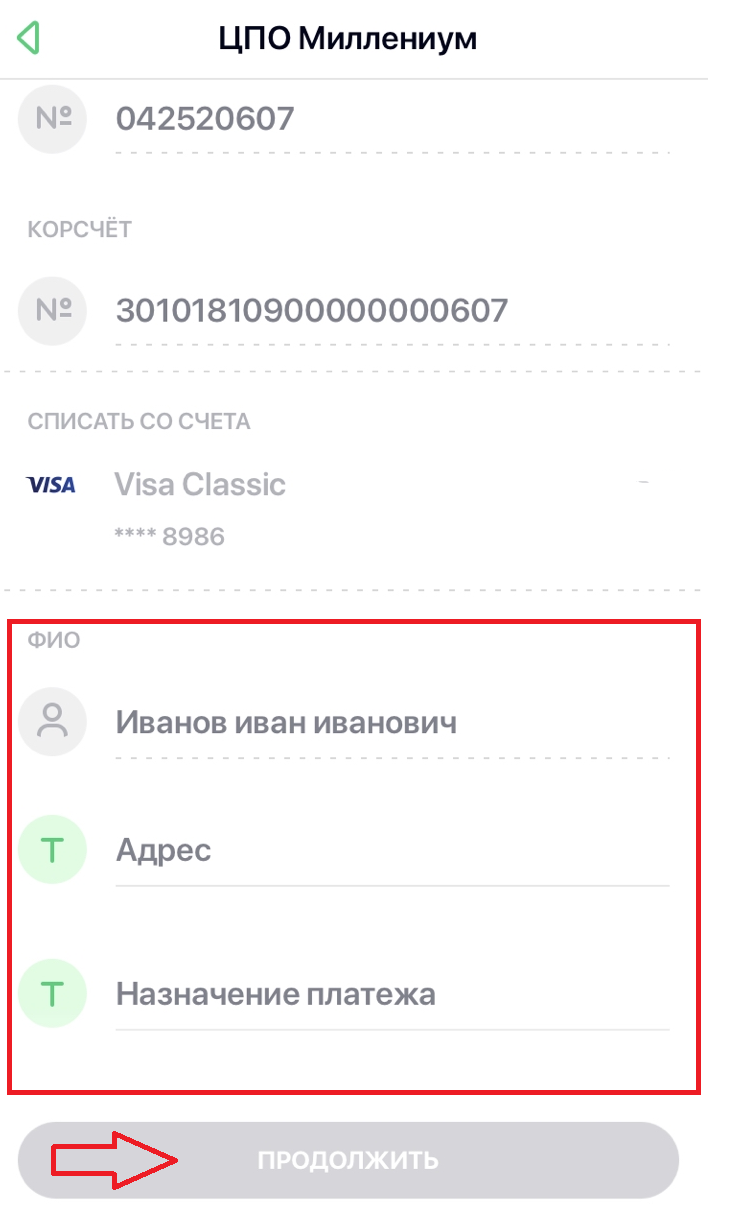 ЦПО Миллениум
№ 042520607
КОРСЧЁТ
№ 30101810900000000607
СПИСАТЬ СО СЧЕТА
VISA Visa Classic
**** 8986
ФИО
Иванов иван иванович
Т Адрес
Т Назначение платежа
ПРОДОЛЖИТЬ